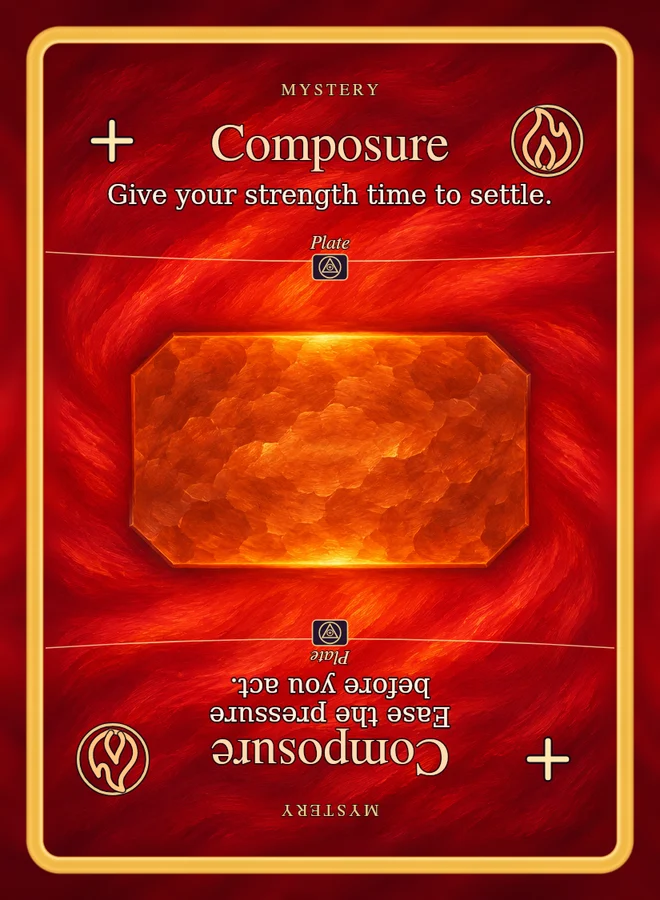 MYSTERY
Composure
Give your strength time to settle.
Plate
Plate
before you act.
Ease the pressure
Composure
MYSTERY